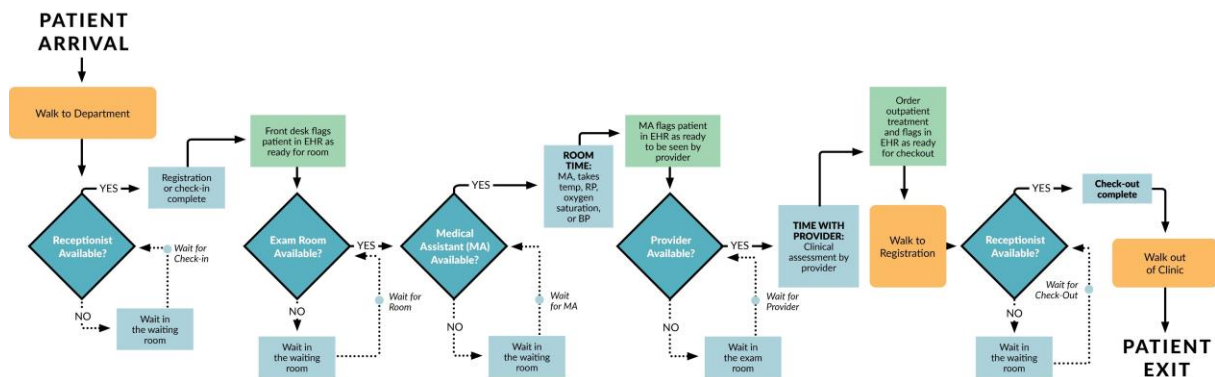 PATIENT
ARRIVAL
Walk to Department
Receptionist
Available?
YES
Registration
or check-in
complete
NO
Wait in
the waiting
room
Wait for
Check-in
Front desk flags
patient in EHR as
ready for room
Exam Room
Available?
YES
NO
Wait in
the waiting
room
Wait for
Room
Medical
Assistant (MA)
Available?
YES
NO
Wait in
the waiting
room
Wait
for MA
ROOM
TIME:
MA, takes
temp, RP,
oxygen
saturation,
or BP
MA flags patient
in EHR as ready
to be seen by
provider
Provider
Available?
YES
NO
Wait in
the exam
room
Wait for
Provider
TIME WITH
PROVIDER:
Clinical
assessment by
provider
Order
outpatient
treatment
and flags in
EHR as ready
for checkout
Walk to
Registration
Receptionist
Available?
YES
NO
Wait in
the waiting
room
Wait for
Check-Out
Check-out
complete
Walk out
of Clinic
PATIENT
EXIT